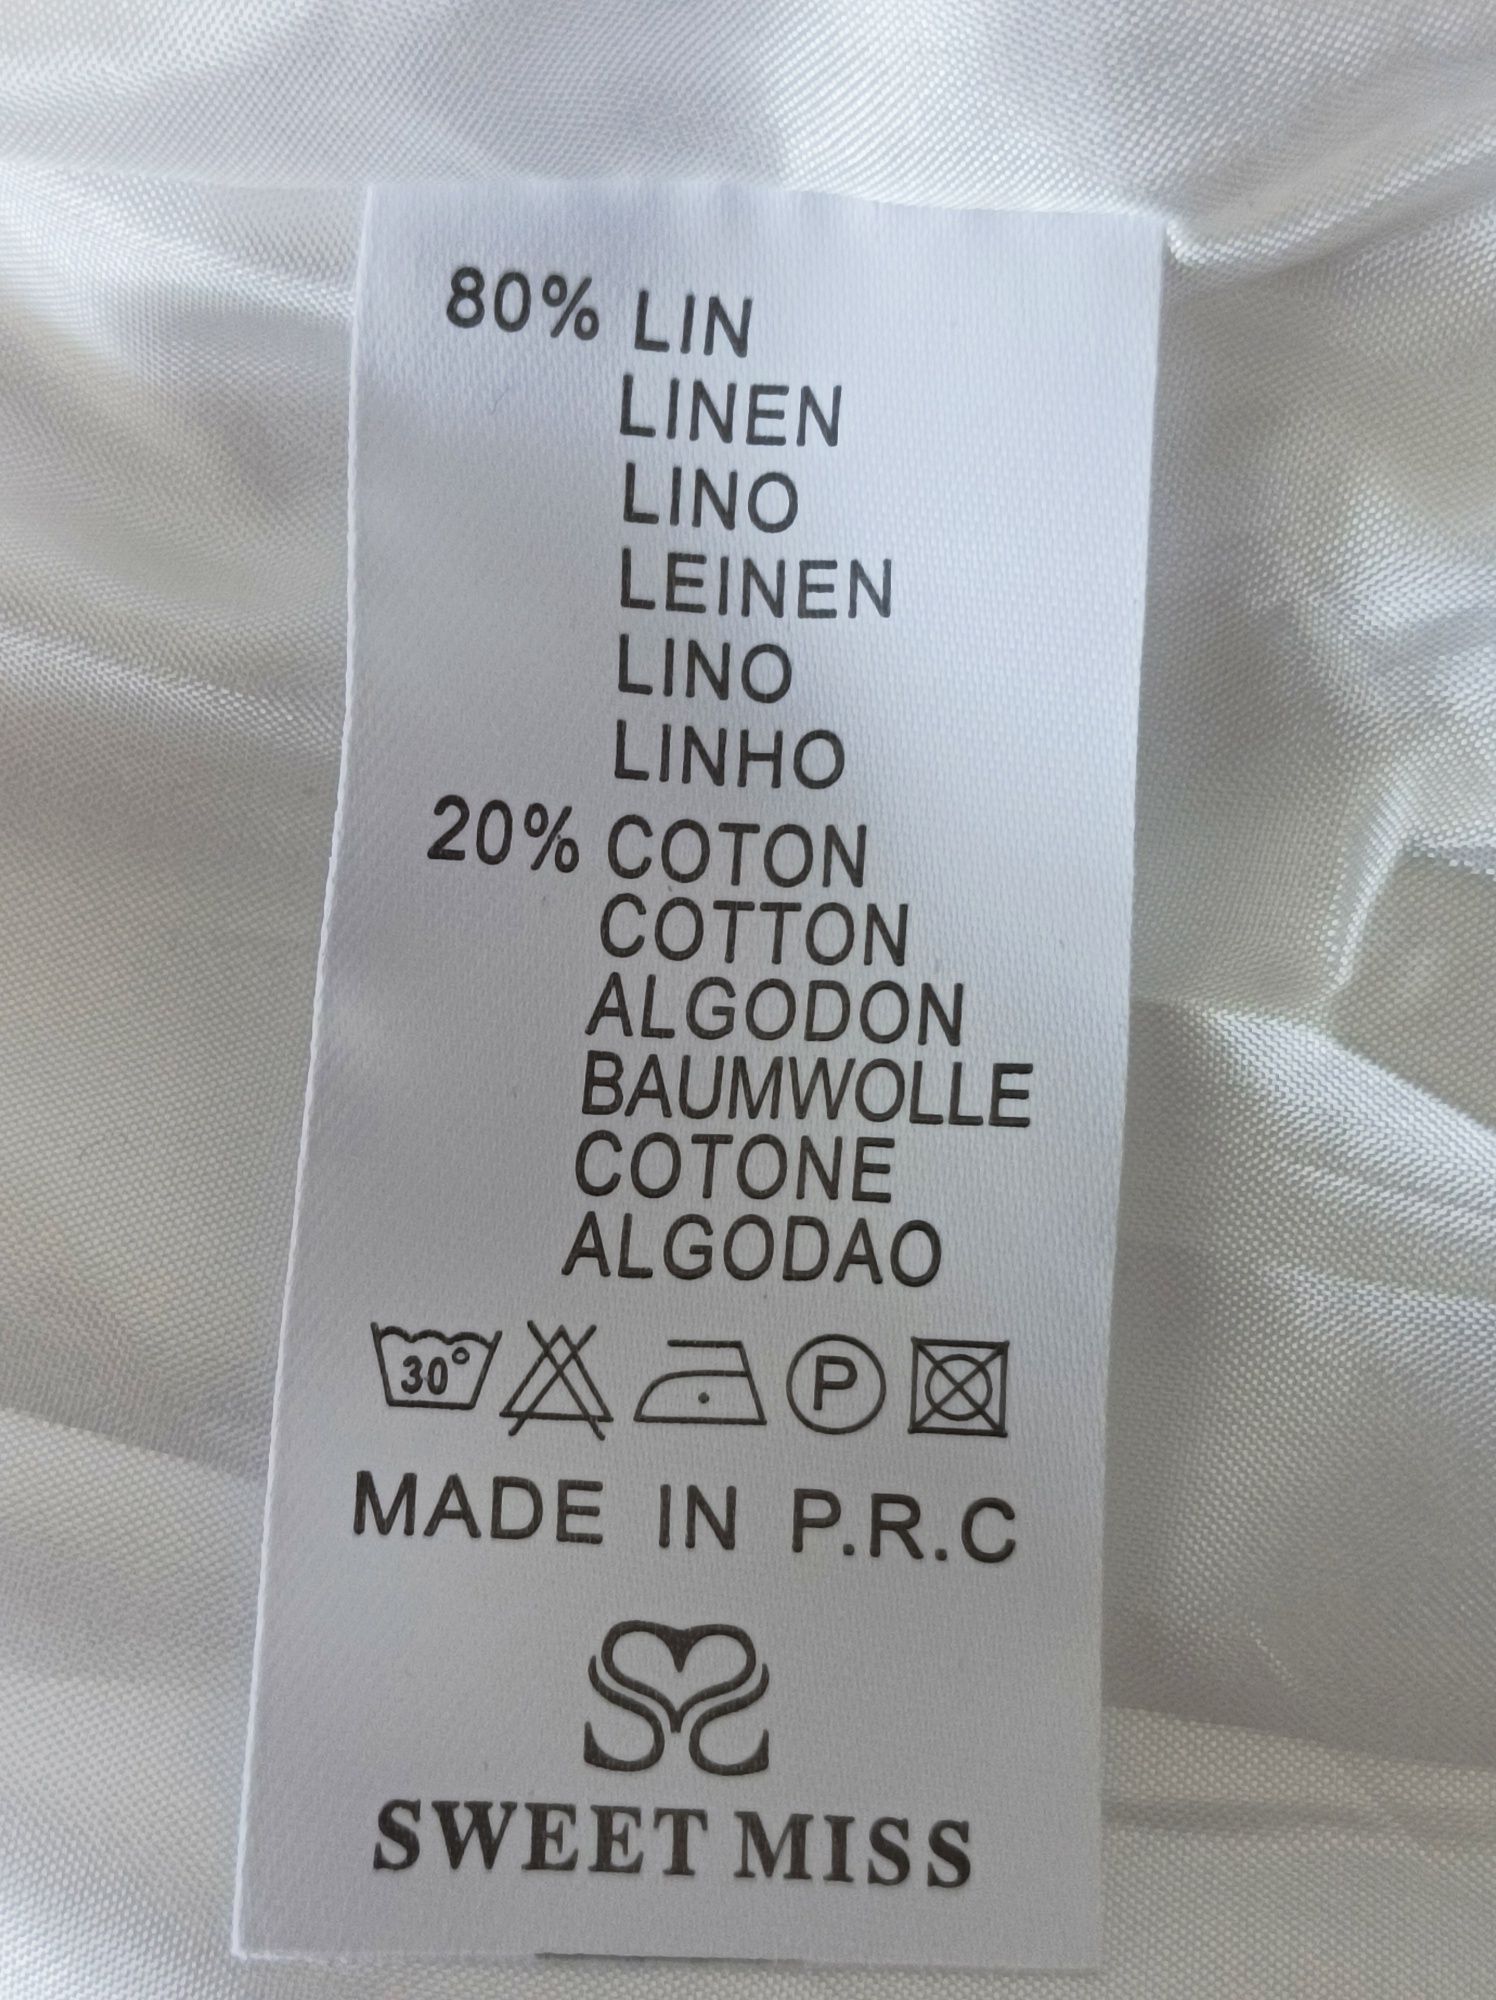 80% LIN
LINEN
LINO
LEINEN
LINO
LINHO
20% COTON
COTTON
ALGODON
BAUMWOLLE
COTONE
ALGODAO
30° P
MADE IN P.R.C
SWEET MISS